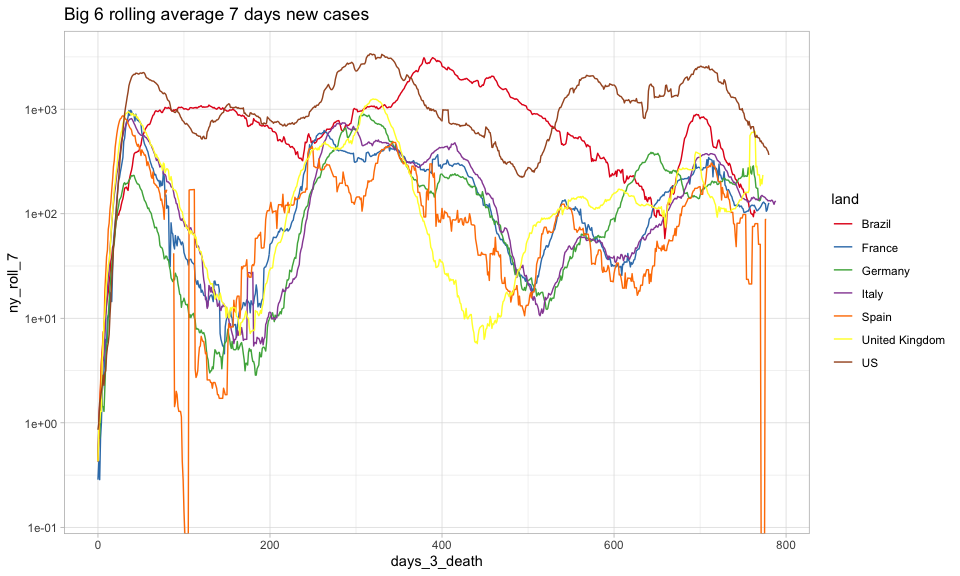 Big 6 rolling average 7 days new cases
ny_roll_7
1e+03
1e+02
1e+01
1e+00
1e-01
0
200
400
600
800
days_3_death
land
Brazil
France
Germany
Italy
Spain
United Kingdom
US